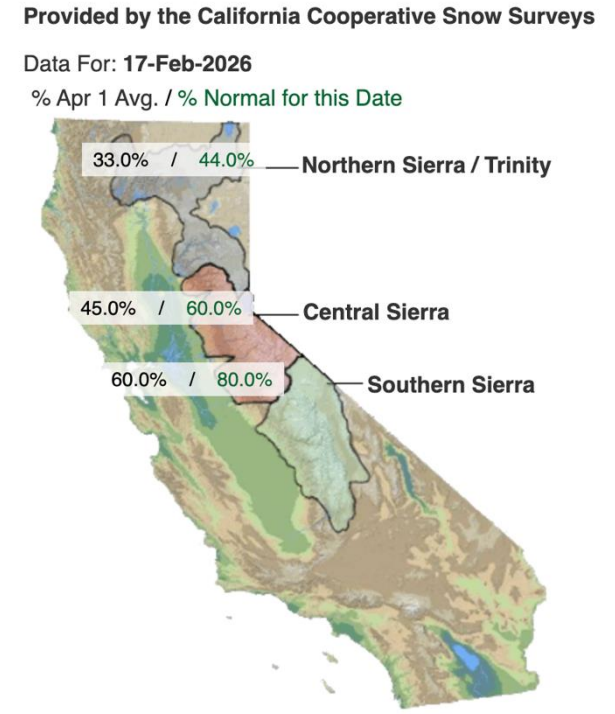 Provided by the California Cooperative Snow Surveys
Data For: 17-Feb-2026
% Apr 1 Avg. / % Normal for this Date
33.0% / 44.0%
Northern Sierra / Trinity
45.0% / 60.0%
Central Sierra
60.0% / 80.0%
Southern Sierra